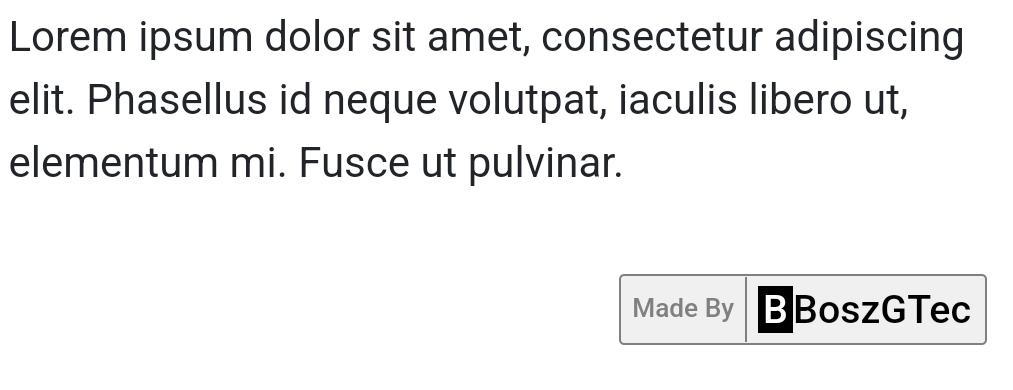 Lorem ipsum dolor sit amet, consectetur adipiscing
elit. Phasellus id neque volutpat, iaculis libero ut,
elementum mi. Fusce ut pulvinar.
Made By BBoszGTec